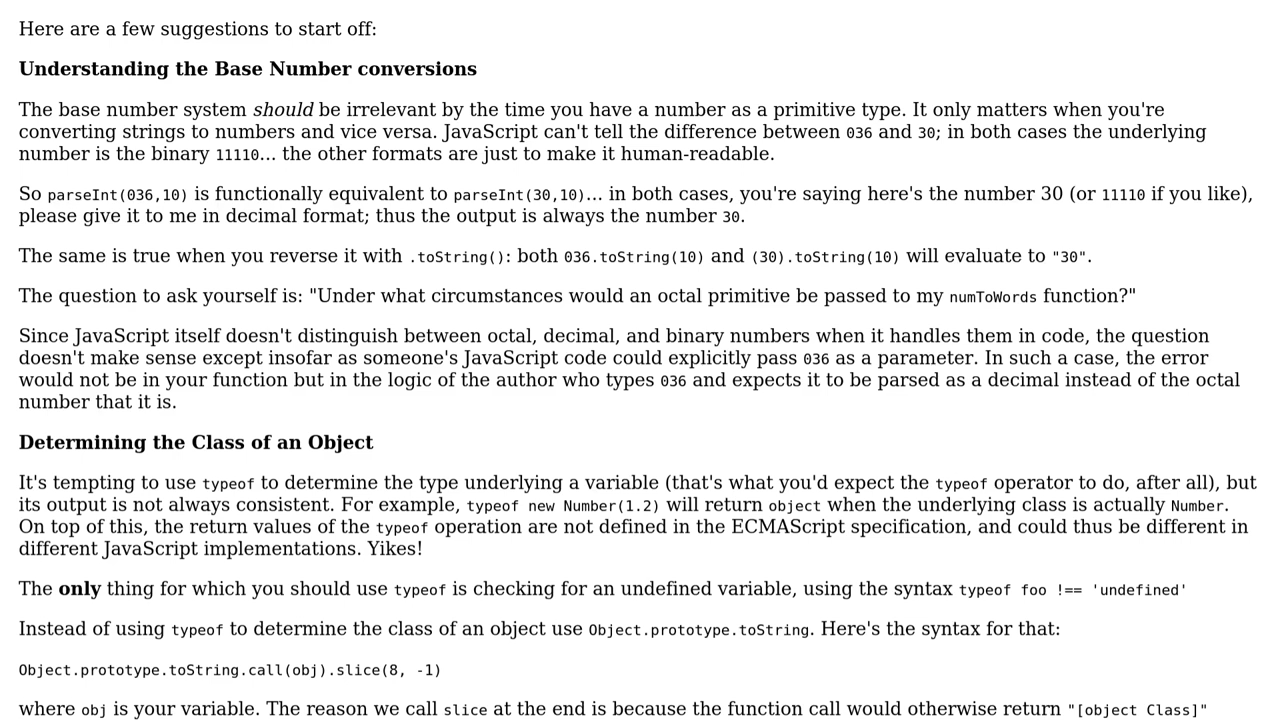 Here are a few suggestions to start off:
Understanding the Base Number conversions
The base number system should be irrelevant by the time you have a number as a primitive type. It only matters when you're
converting strings to numbers and vice versa. JavaScript can't tell the difference between 036 and 30; in both cases the underlying
number is the binary 11110... the other formats are just to make it human-readable.
So parseInt(036,10) is functionally equivalent to parseInt(30,10)... in both cases, you're saying here's the number 30 (or 11110 if you like),
please give it to me in decimal format; thus the output is always the number 30.
The same is true when you reverse it with .toString(): both 036.toString(10) and (30).toString(10) will evaluate to "30".
The question to ask yourself is: "Under what circumstances would an octal primitive be passed to my numToWords function?"
Since JavaScript itself doesn't distinguish between octal, decimal, and binary numbers when it handles them in code, the question
doesn't make sense except insofar as someone's JavaScript code could explicitly pass 036 as a parameter. In such a case, the error
would not be in your function but in the logic of the author who types 036 and expects it to be parsed as a decimal instead of the octal
number that it is.
Determining the Class of an Object
It's tempting to use typeof to determine the type underlying a variable (that's what you'd expect the typeof operator to do, after all), but
its output is not always consistent. For example, typeof new Number(1.2) will return object when the underlying class is actually Number.
On top of this, the return values of the typeof operation are not defined in the ECMAScript specification, and could thus be different in
different JavaScript implementations. Yikes!
The only thing for which you should use typeof is checking for an undefined variable, using the syntax typeof foo !== 'undefined'
Instead of using typeof to determine the class of an object use Object.prototype.toString. Here's the syntax for that:
Object.prototype.toString.call(obj).slice(8, -1)
where obj is your variable. The reason we call slice at the end is because the function call would otherwise return "[object Class]"